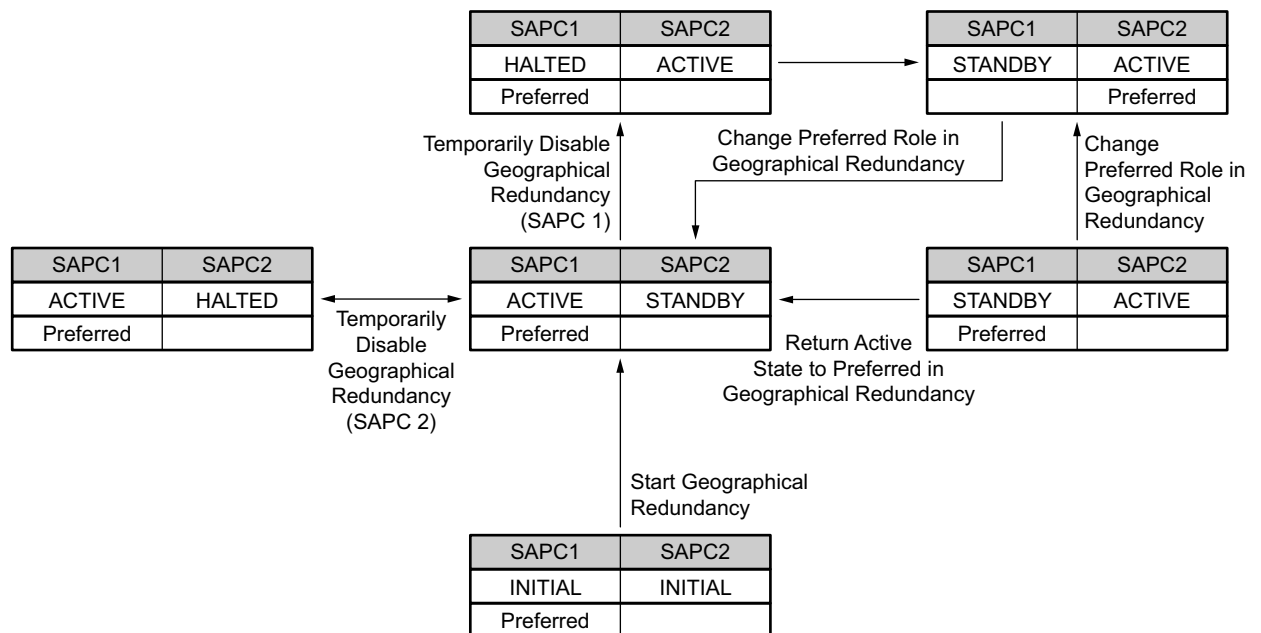 SAPC1 SAPC2
HALTED ACTIVE
Preferred
SAPC1 SAPC2
STANDBY ACTIVE
Preferred
Temporarily Disable
Geographical
Redundancy
(SAPC 1)
Change Preferred Role in
Geographical Redundancy
Change
Preferred Role in
Geographical
Redundancy
SAPC1 SAPC2
ACTIVE HALTED
Preferred
Temporarily
Disable
Geographical
Redundancy
(SAPC 2)
SAPC1 SAPC2
ACTIVE STANDBY
Preferred
Return Active
State to Preferred in
Geographical Redundancy
SAPC1 SAPC2
STANDBY ACTIVE
Preferred
Start Geographical
Redundancy
SAPC1 SAPC2
INITIAL INITIAL
Preferred